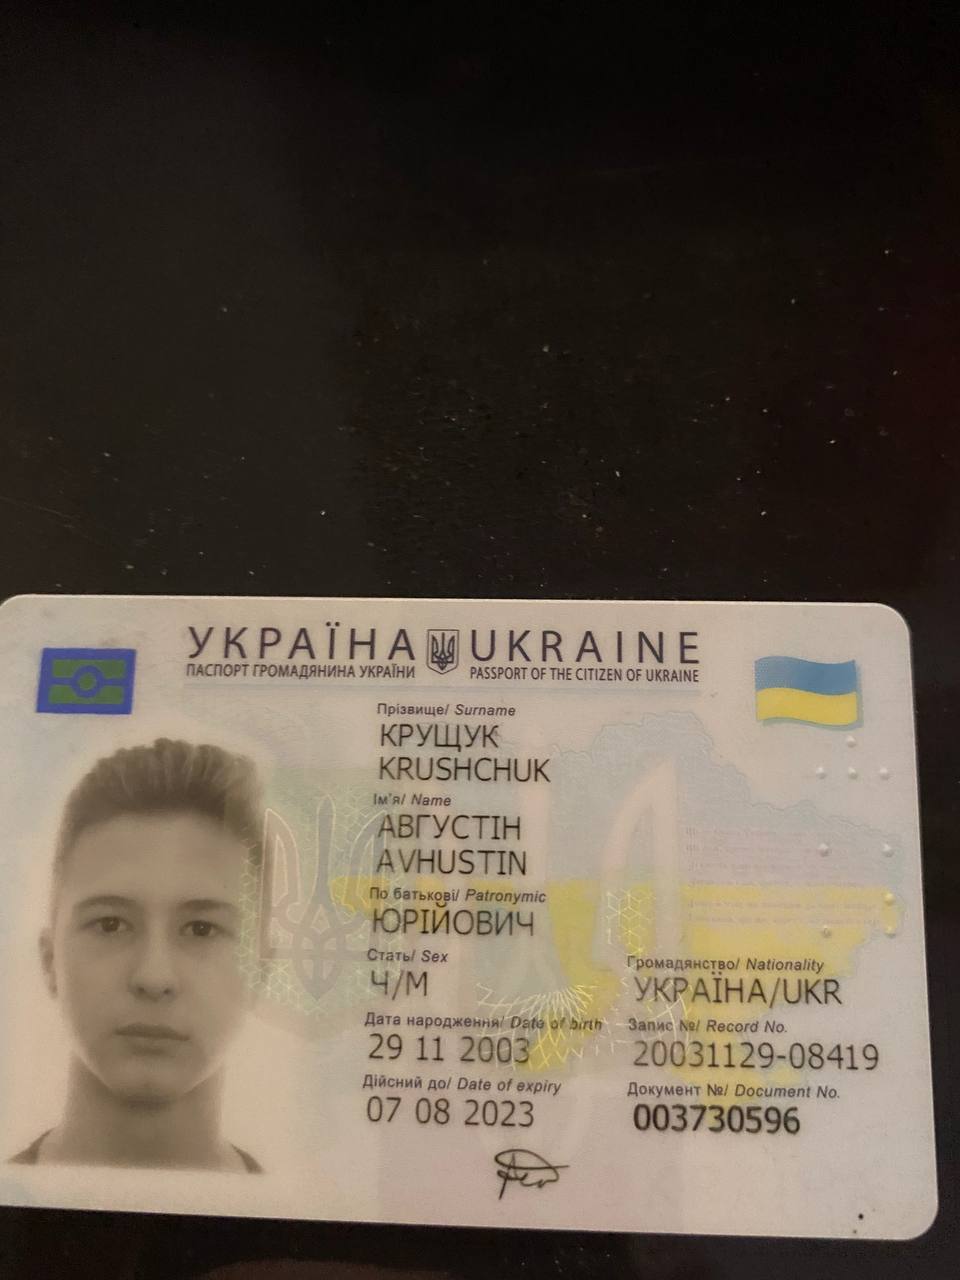 УКРАЇНА UKRAINE
ПАСПОРТ ГРОМАДЯНИНА УКРАЇНИ PASSPORT OF THE CITIZEN OF UKRAINE
Прізвище/ Surname
КРУЩУК
KRUSHCHUK
Ім'я/ Name
АВГУСТІН
AVHUSTIN
По батькові/ Patronymic
ЮРІЙОВИЧ
Стать/ Sex
Ч/M
Громадянство/ Nationality
УКРАЇНА/UKR
Дата народження/ Date of birth
29 11 2003
Запис №/ Record No.
20031129-08419
Дійсний до/ Date of expiry
07 08 2023
Документ №/ Document No.
003730596